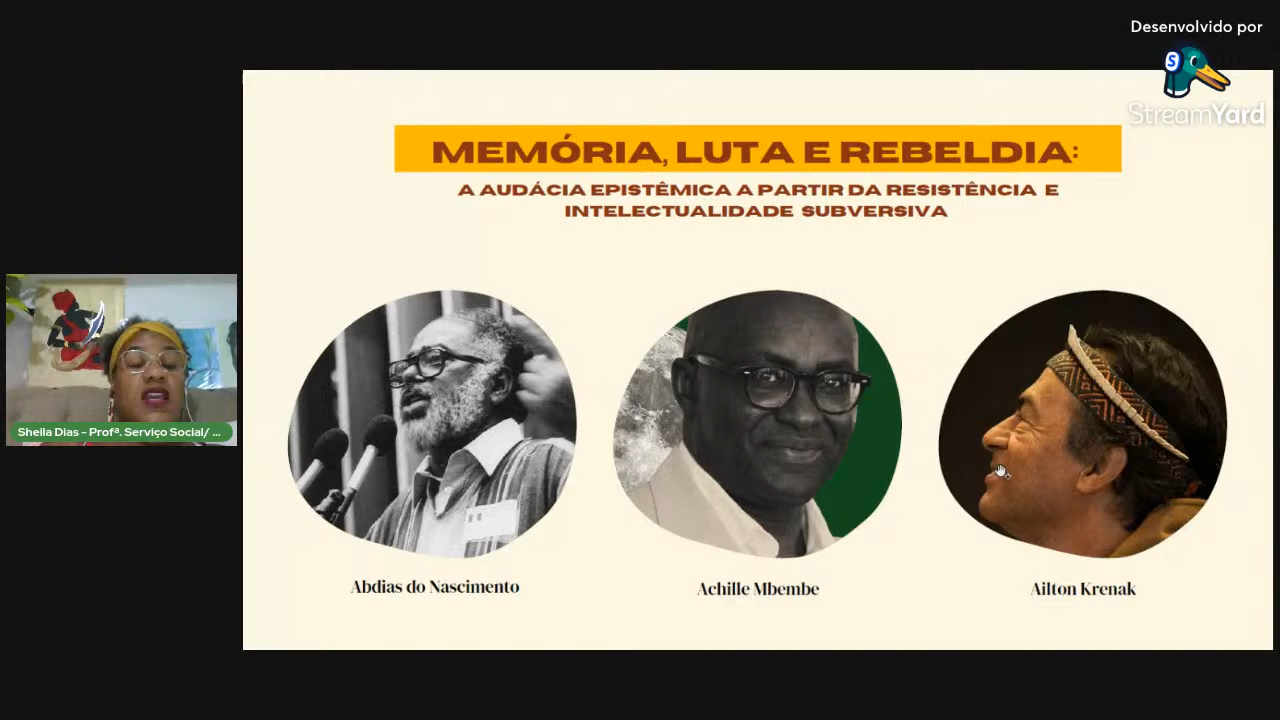 Desenvolvido por
StreamYard
MEMÓRIA, LUTA E REBELDIA:
A AUDÁCIA EPISTÊMICA A PARTIR DA RESISTÊNCIA E
INTELECTUALIDADE SUBVERSIVA
Sheila Dias - Profª. Serviço Social/ ...
Abdias do Nascimento
Achille Mbembe
Ailton Krenak